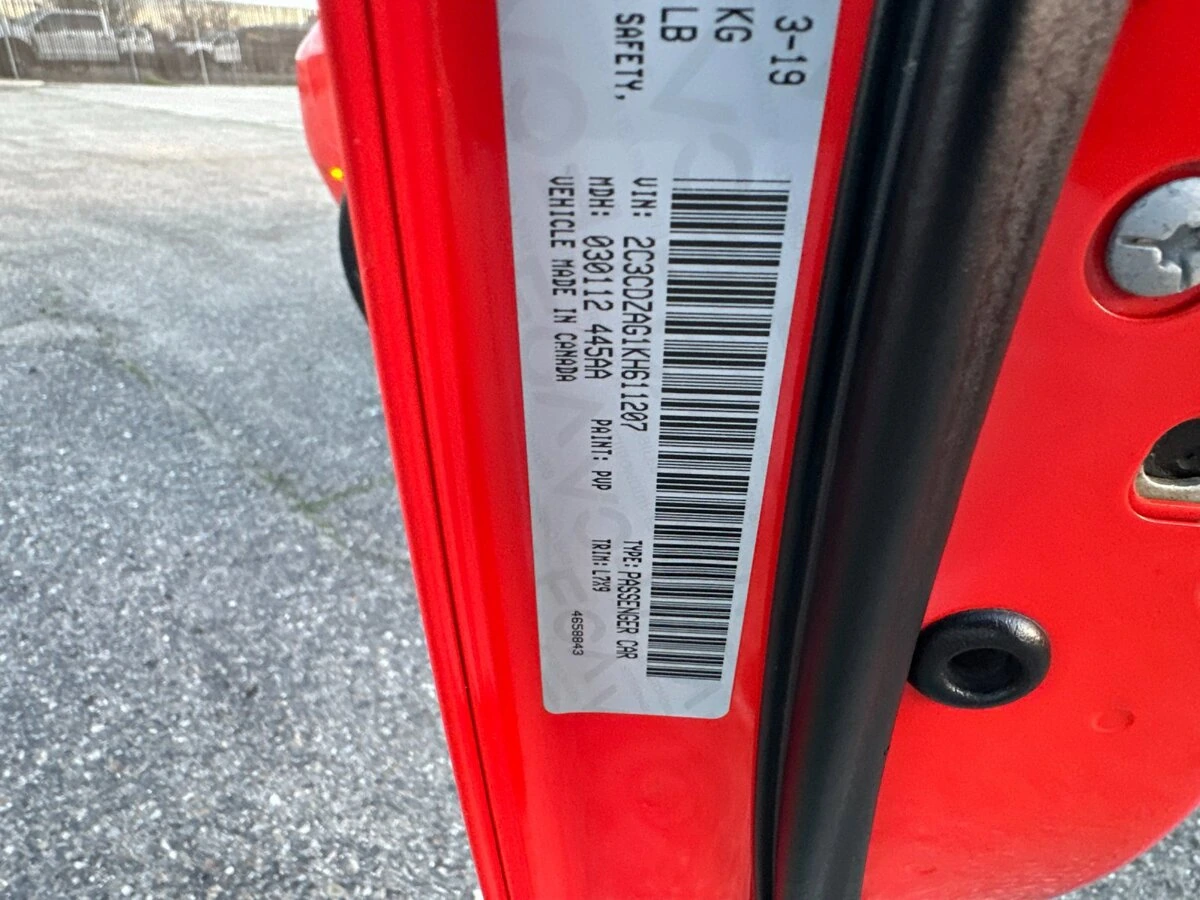 3-19
KG
LB
SAFETY,
VIN: 2C3CDZAG1KH611207 TYPE: PASSENGER CAR
MDH: 030112 445AA PAINT: PVP TRIM: L7X9
VEHICLE MADE IN CANADA 4658843